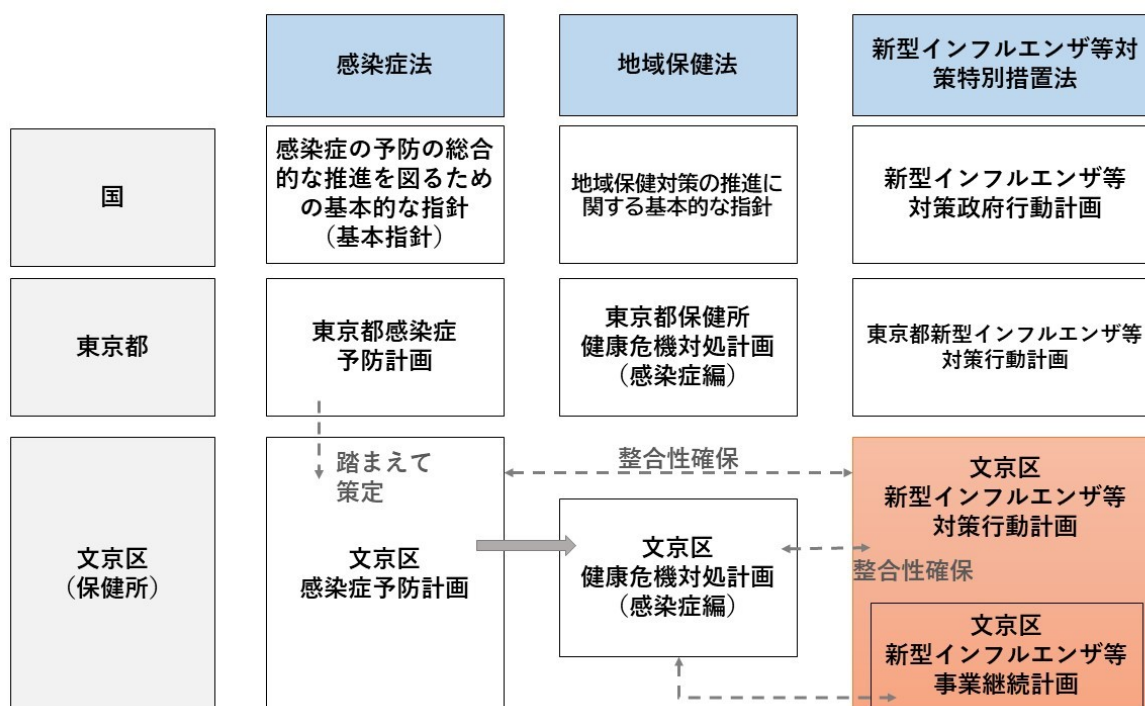 感染症法
地域保健法
新型インフルエンザ等対
策特別措置法
国
感染症の予防の総合
的な推進を図るため
の基本的な指針
（基本指針）
地域保健対策の推進に
関する基本的な指針
新型インフルエンザ等
対策政府行動計画
東京都
東京都感染症
予防計画
東京都保健所
健康危機対処計画
（感染症編）
東京都新型インフルエンザ等
対策行動計画
文京区
（保健所）
踏まえて
策定
文京区
感染症予防計画
整合性確保
文京区
健康危機対処計画
（感染症編）
文京区
新型インフルエンザ等
対策行動計画
整合性確保
文京区
新型インフルエンザ等
事業継続計画